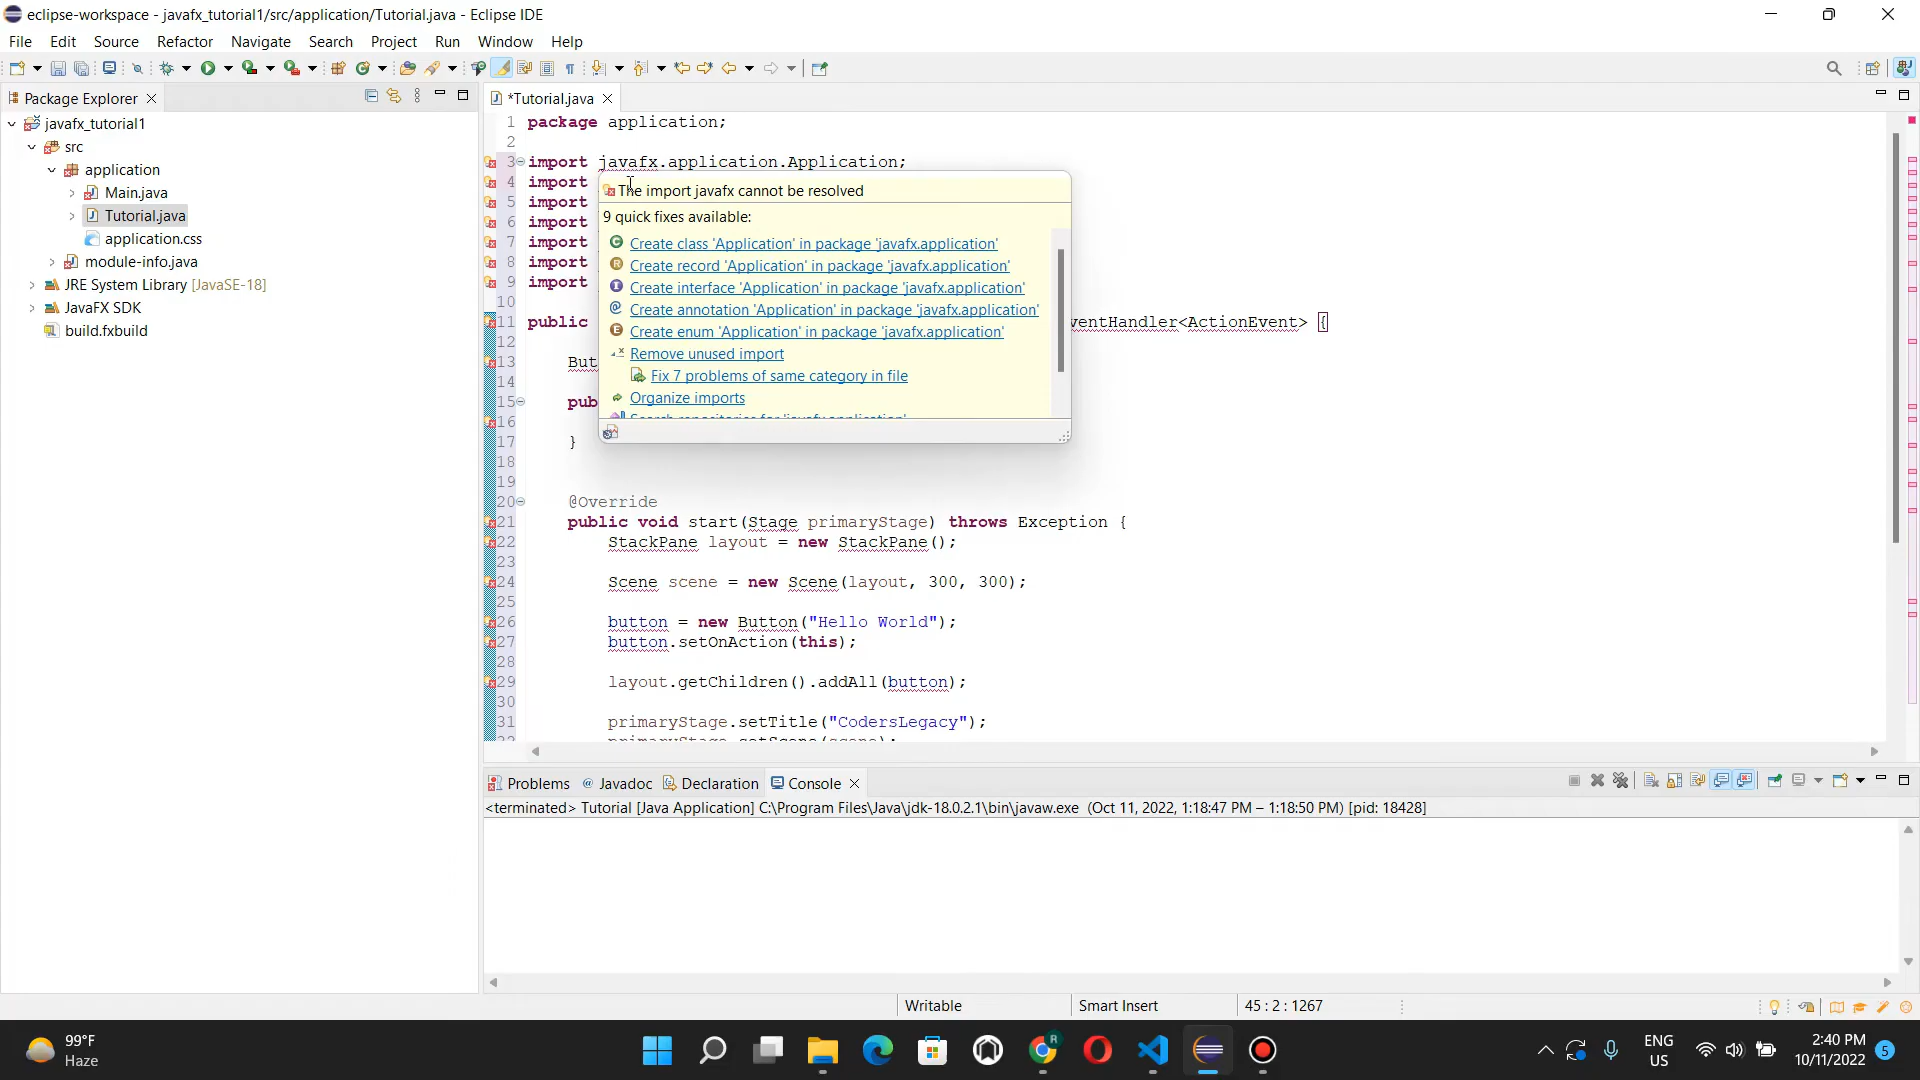 eclipse-workspace - javafx_tutorial1/src/application/Tutorial.java - Eclipse IDE
File Edit Source Refactor Navigate Search Project Run Window Help
Package Explorer
*Tutorial.java
javafx_tutorial1
src
application
Main.java
Tutorial.java
application.css
module-info.java
JRE System Library [JavaSE-18]
JavaFX SDK
build.fxbuild
1 package application;
2
3 import javafx.application.Application;
4 import
5 import
6 import
7 import
8 import
9 import
10
11 public ventHandler<ActionEvent> {
12
13 But
14
15 pub
16
17 }
18
19
20 @Override
21 public void start(Stage primaryStage) throws Exception {
22 StackPane layout = new StackPane();
23
24 Scene scene = new Scene(layout, 300, 300);
25
26 button = new Button("Hello World");
27 button.setOnAction(this);
28
29 layout.getChildren().addAll(button);
30
31 primaryStage.setTitle("CodersLegacy");
32 primaryStage.setScene(scene);
The import javafx cannot be resolved
9 quick fixes available:
Create class 'Application' in package 'javafx.application'
Create record 'Application' in package 'javafx.application'
Create interface 'Application' in package 'javafx.application'
Create annotation 'Application' in package 'javafx.application'
Create enum 'Application' in package 'javafx.application'
Remove unused import
Fix 7 problems of same category in file
Organize imports
Search repositories for 'javafx.application'
Problems Javadoc Declaration Console
<terminated> Tutorial [Java Application] C:\Program Files\Java\jdk-18.0.2.1\bin\javaw.exe (Oct 11, 2022, 1:18:47 PM – 1:18:50 PM) [pid: 18428]
Writable Smart Insert 45 : 2 : 1267
99°F
Haze
ENG
US
2:40 PM
10/11/2022
5